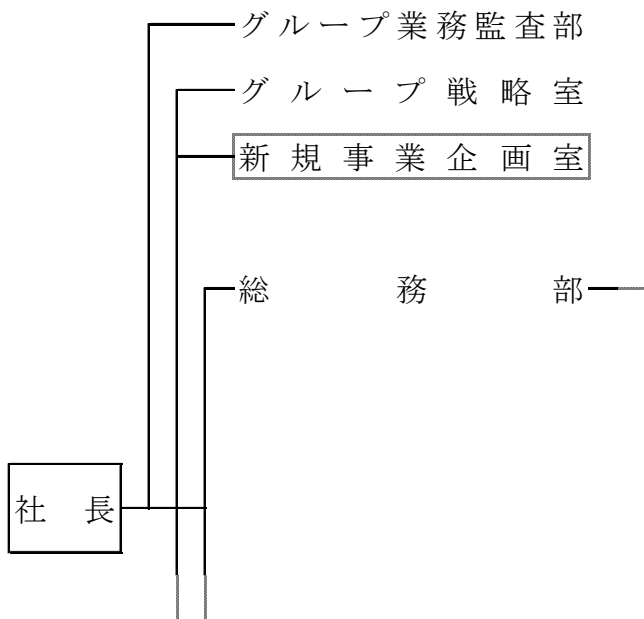 グループ業務監査部
グループ戦略室
新規事業企画室
総務部
社長